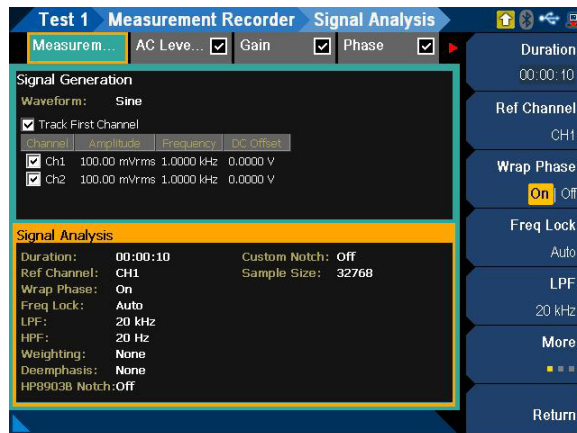 Test 1 Measurement Recorder Signal Analysis
Measurem... AC Leve... Gain Phase
Signal Generation
Waveform: Sine
Track First Channel
Channel Amplitude Frequency DC Offset
Ch1 100.00 mVrms 1.0000 kHz 0.0000 V
Ch2 100.00 mVrms 1.0000 kHz 0.0000 V
Signal Analysis
Duration: 00:00:10 Custom Notch: Off
Ref Channel: CH1 Sample Size: 32768
Wrap Phase: On
Freq Lock: Auto
LPF: 20 kHz
HPF: 20 Hz
Weighting: None
Deemphasis: None
HP8903B Notch:Off
Duration
00:00:10
Ref Channel
CH1
Wrap Phase
On | Off
Freq Lock
Auto
LPF
20 kHz
More
Return